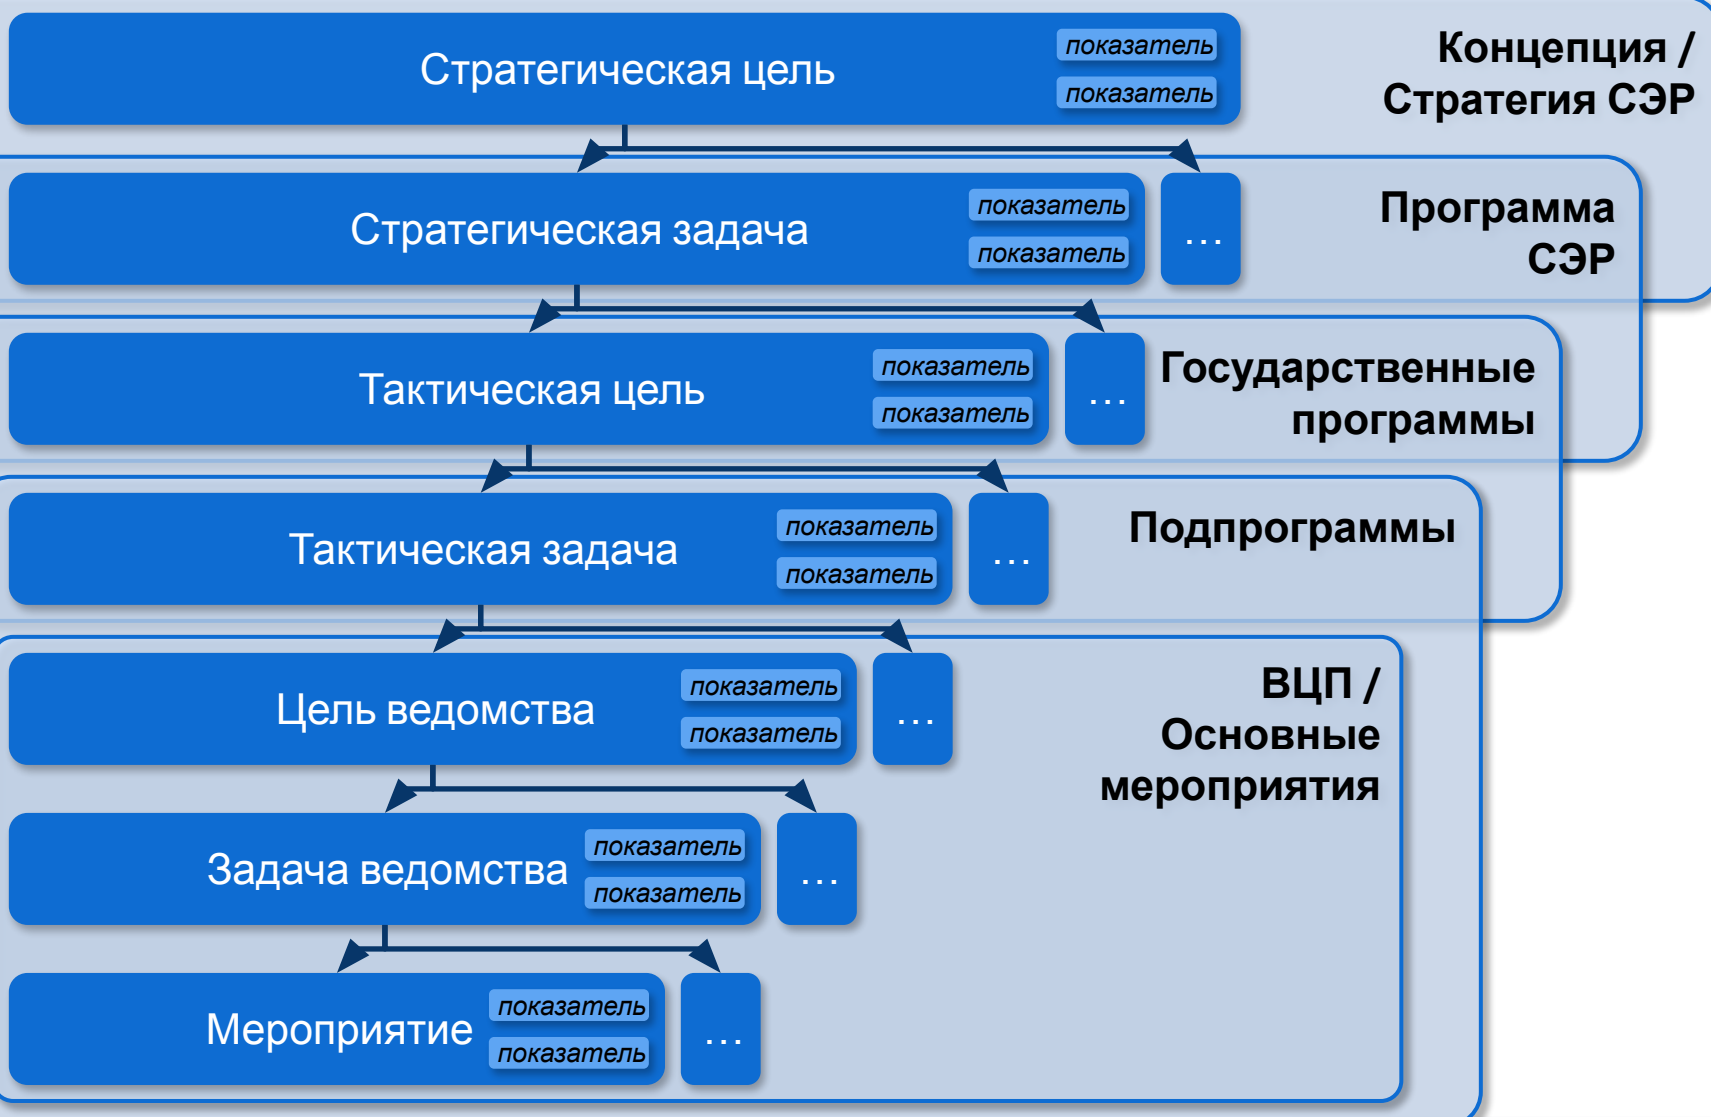 Стратегическая цель
показатель
показатель
Концепция /
Стратегия СЭР
Стратегическая задача
показатель
показатель
...
Программа
СЭР
Тактическая цель
показатель
показатель
...
Государственные
программы
Тактическая задача
показатель
показатель
...
Подпрограммы
Цель ведомства
показатель
показатель
...
ВЦП /
Основные
мероприятия
Задача ведомства
показатель
показатель
...
Мероприятие
показатель
показатель
...